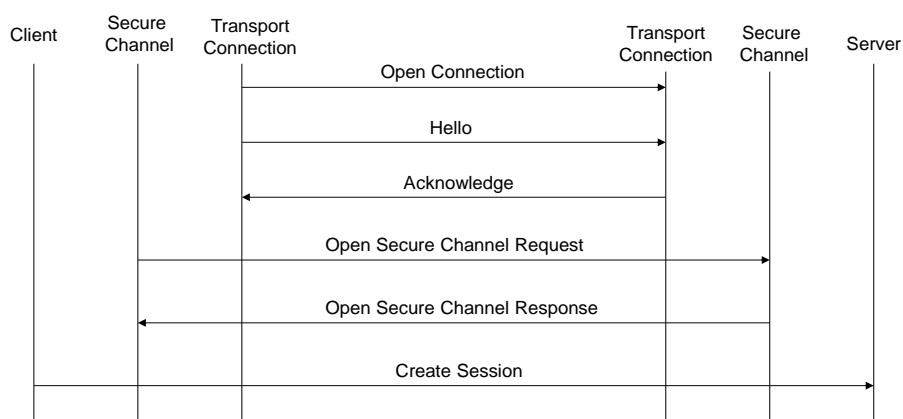 Client
Secure
Channel
Transport
Connection
Transport
Connection
Secure
Channel
Server
Open Connection
Hello
Acknowledge
Open Secure Channel Request
Open Secure Channel Response
Create Session